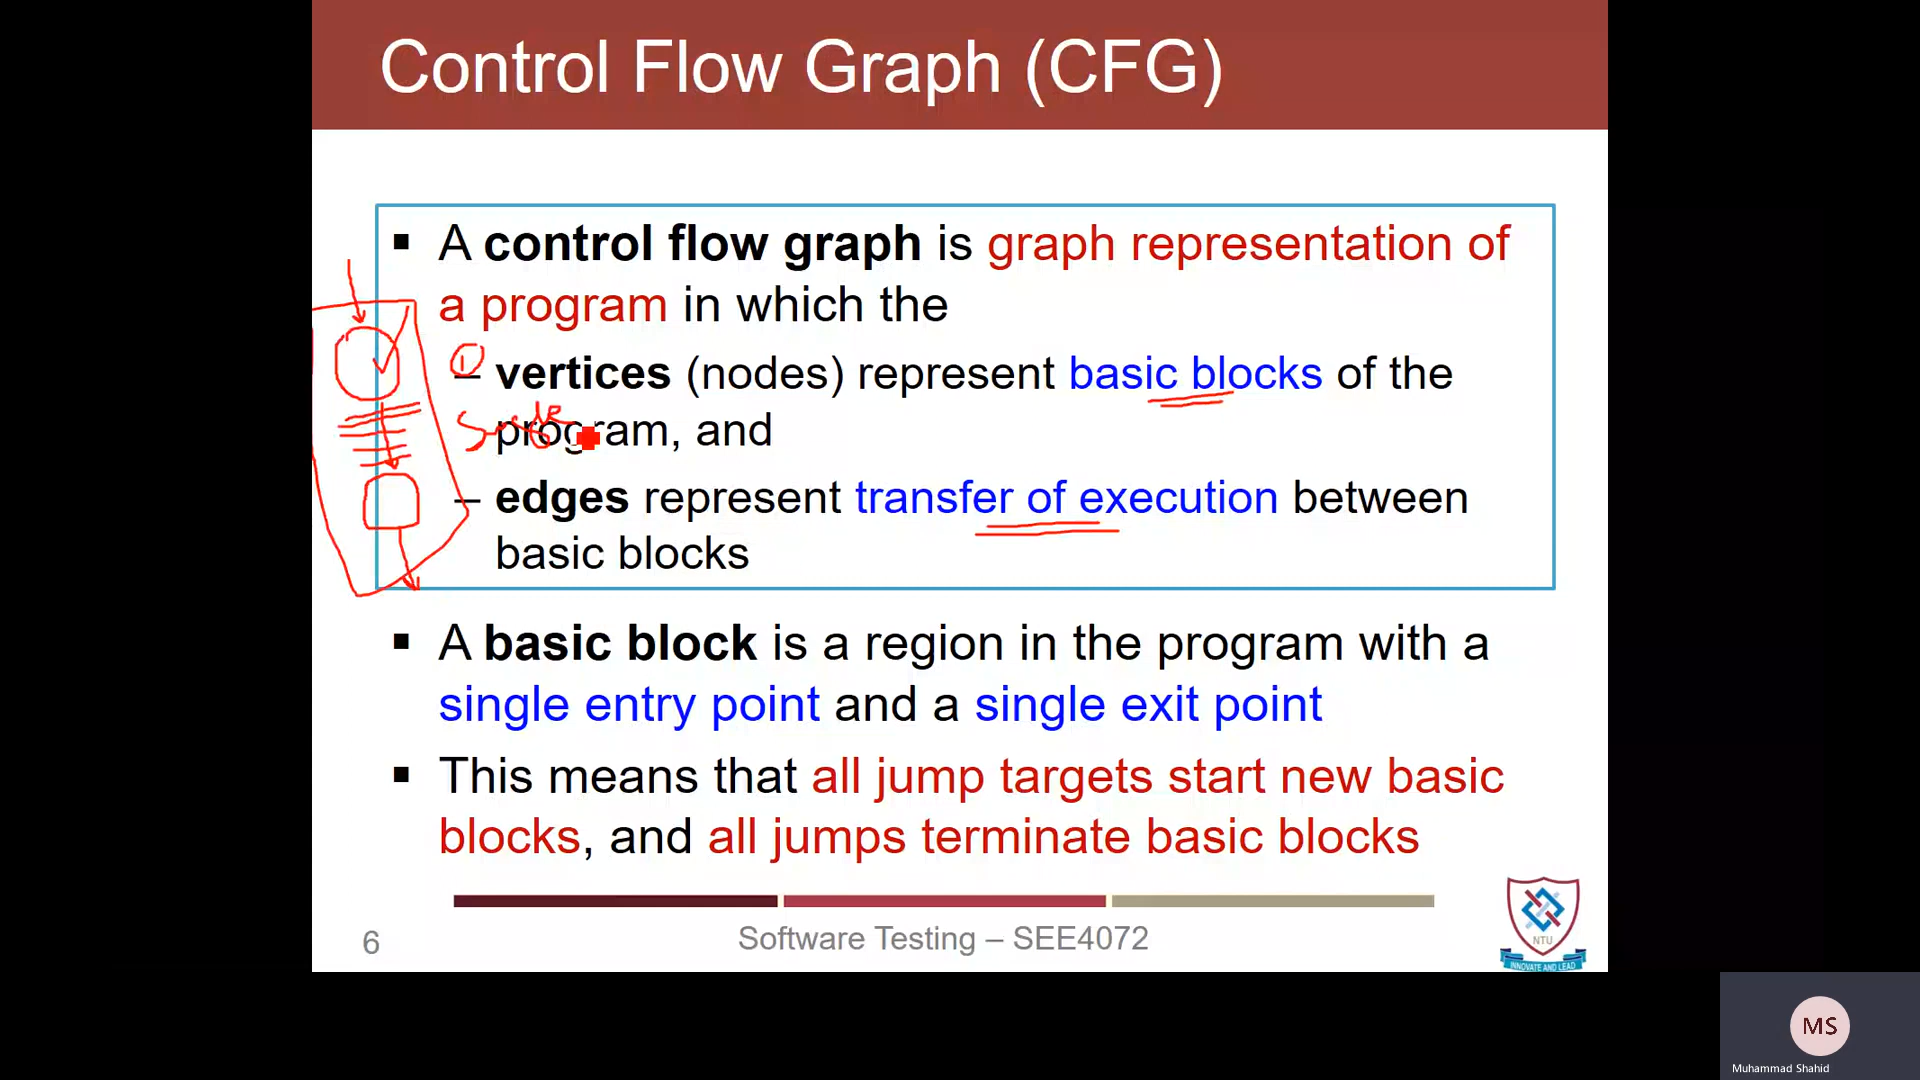 Control Flow Graph (CFG)
▪ A control flow graph is graph representation of
a program in which the
① – vertices (nodes) represent basic blocks of the
program, and
– edges represent transfer of execution between
basic blocks
▪ A basic block is a region in the program with a
single entry point and a single exit point
▪ This means that all jump targets start new basic
blocks, and all jumps terminate basic blocks
6
Software Testing – SEE4072
NTU
INNOVATE AND LEAD
MS
Muhammad Shahid